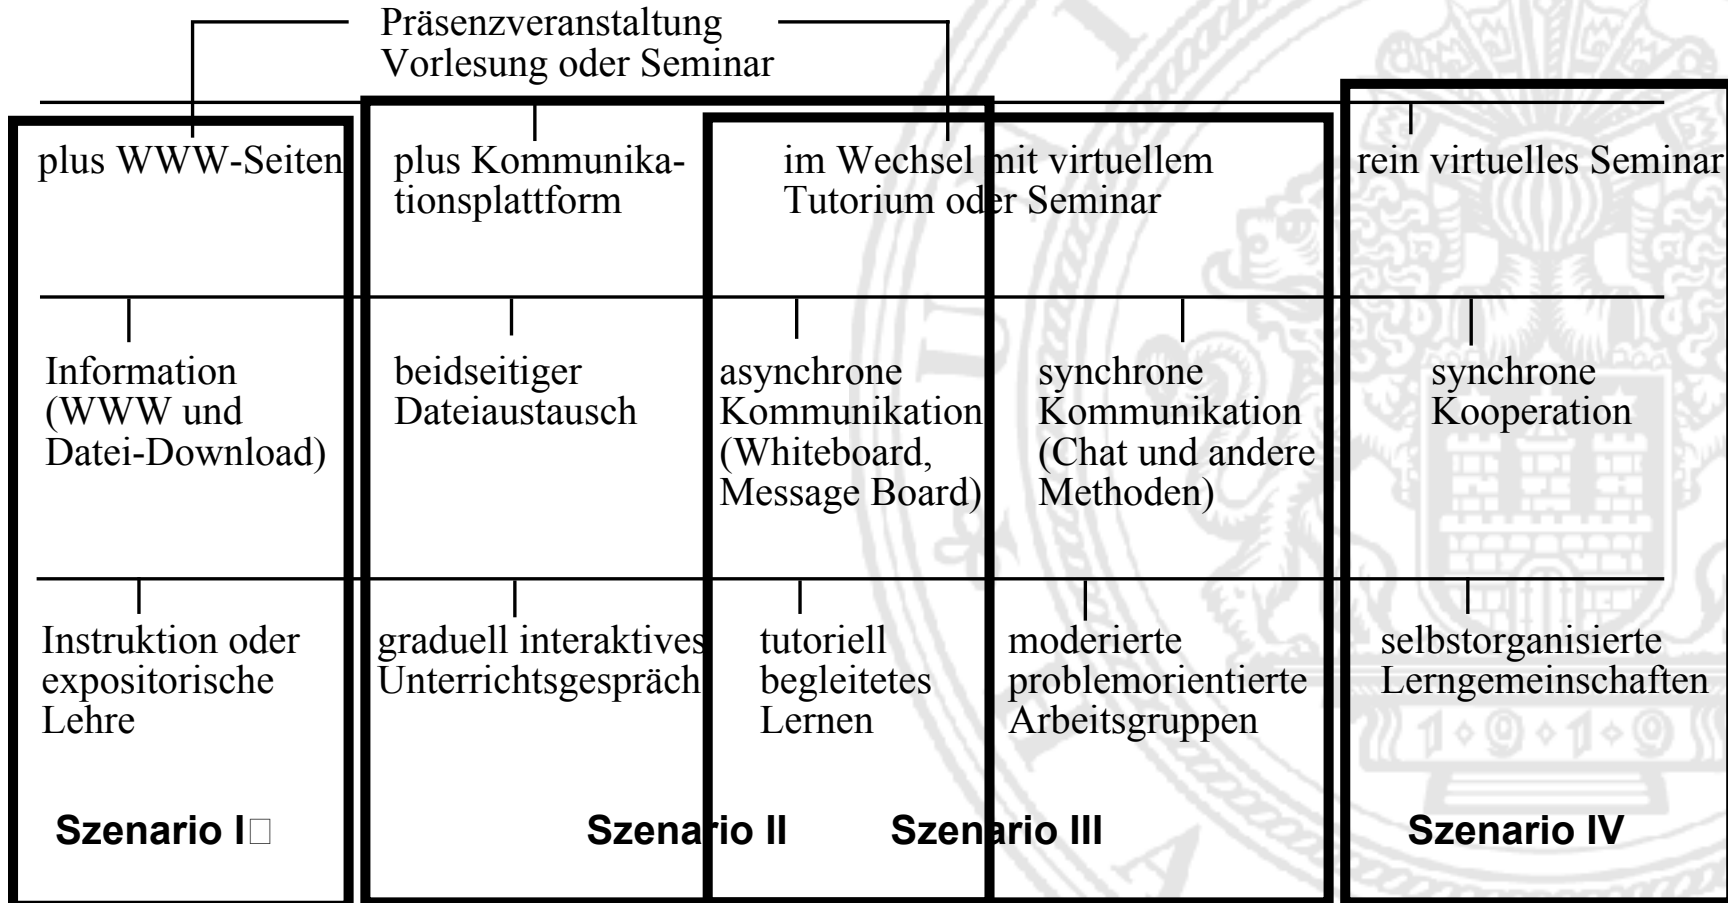 Präsenzveranstaltung
Vorlesung oder Seminar
plus WWW-Seiten
plus Kommunika-
tionsplattform
im Wechsel mit virtuellem
Tutorium oder Seminar
rein virtuelles Seminar
Information
(WWW und
Datei-Download)
beidseitiger
Dateiaustausch
asynchrone
Kommunikation
(Whiteboard,
Message Board)
synchrone
Kommunikation
(Chat und andere
Methoden)
synchrone
Kooperation
Instruktion oder
expositorische
Lehre
graduell interaktives
Unterrichtsgespräch
tutoriell
begleitetes
Lernen
moderierte
problemorientierte
Arbeitsgruppen
selbstorganisierte
Lerngemeinschaften
1919
Szenario I
Szenario II
Szenario III
Szenario IV